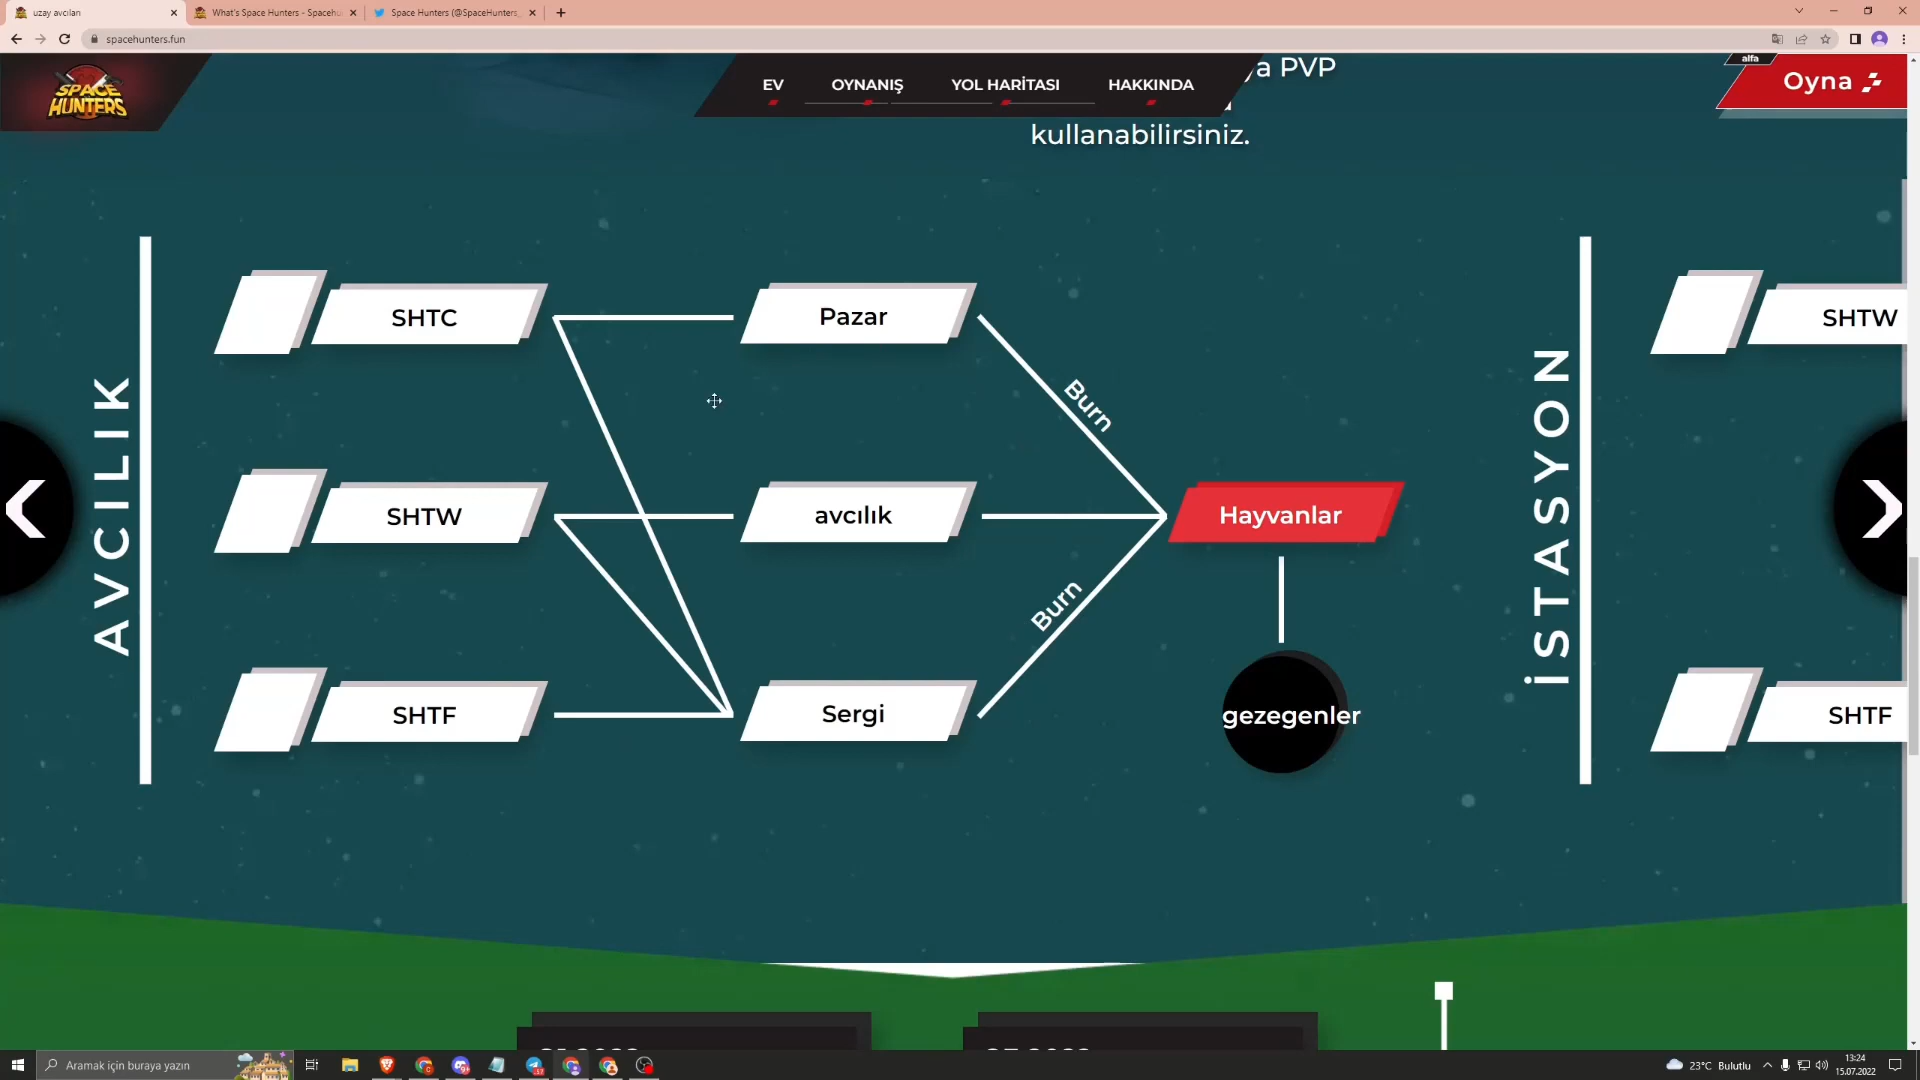 uzay avcıları
What's Space Hunters - Spacehu
Space Hunters (@SpaceHunters_
spacehunters.fun
SPACE
HUNTERS
EV
OYNANIŞ
YOL HARİTASI
HAKKINDA
a PVP
alfa
Oyna
kullanabilirsiniz.
AVCILIK
SHTC
Pazar
Burn
SHTW
avcılık
Hayvanlar
Burn
SHTF
Sergi
gezegenler
İSTASYON
SHTW
SHTF
Aramak için buraya yazın
23°C Bulutlu
13:24
15.07.2022